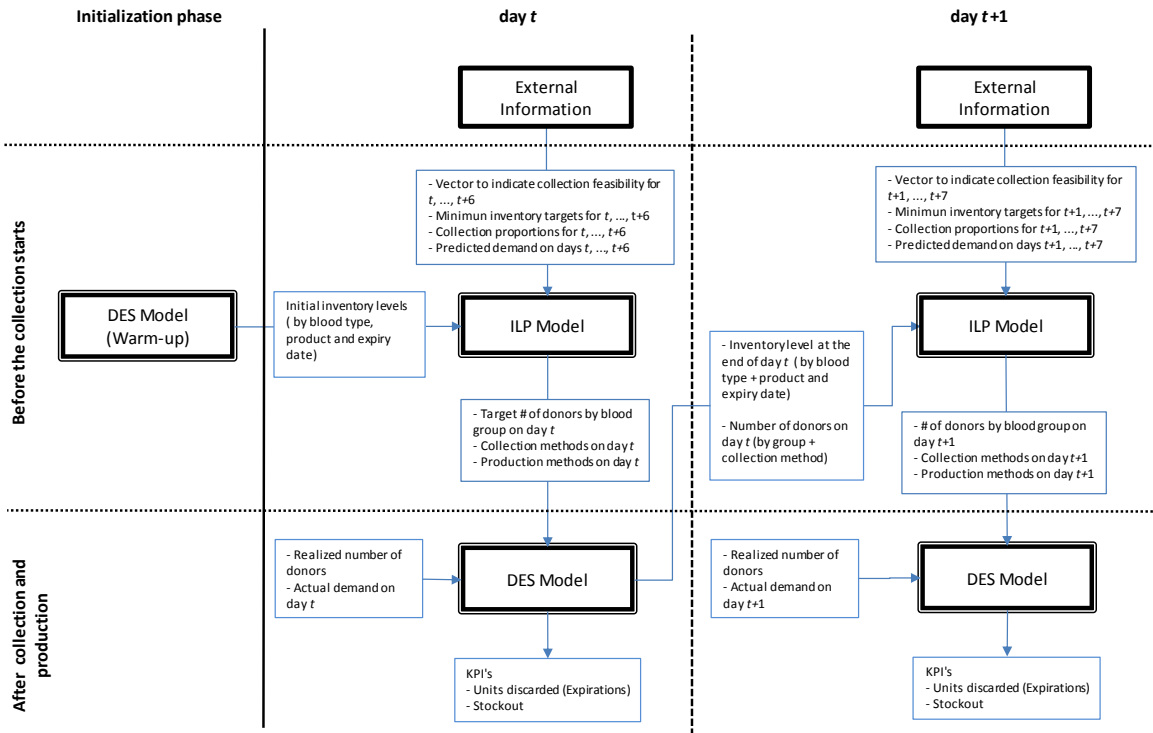 Initialization phase
day t
day t+1
External
Information
External
Information
Before the collection starts
- Vector to indicate collection feasibility for
t, ..., t+6
- Minimun inventory targets for t, ..., t+6
- Collection proportions for t, ..., t+6
- Predicted demand on days t, ..., t+6
- Vector to indicate collection feasibility for
t+1, ..., t+7
- Minimun inventory targets for t+1, ..., t+7
- Collection proportions for t+1, ..., t+7
- Predicted demand on days t+1, ..., t+7
DES Model
(Warm-up)
Initial inventory levels
( by blood type,
product and expiry
date)
ILP Model
- Inventory level at the
end of day t ( by blood
type + product and
expiry date)
- Number of donors on
day t (by group +
collection method)
ILP Model
- Target # of donors by blood
group on day t
- Collection methods on day t
- Production methods on day t
- # of donors by blood group on
day t+1
- Collection methods on day t+1
- Production methods on day t+1
After collection and
production
- Realized number of
donors
- Actual demand on
day t
DES Model
- Realized number of
donors
- Actual demand on
day t+1
DES Model
KPI's
- Units discarded (Expirations)
- Stockout
KPI's
- Units discarded (Expirations)
- Stockout